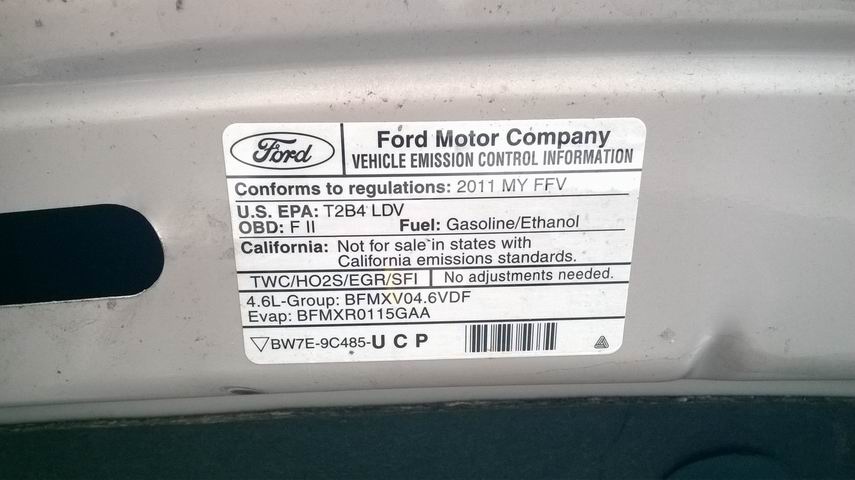 Ford
Ford Motor Company
VEHICLE EMISSION CONTROL INFORMATION
Conforms to regulations: 2011 MY FFV
U.S. EPA: T2B4 LDV
OBD: F II Fuel: Gasoline/Ethanol
California: Not for sale in states with
California emissions standards.
TWC/HO2S/EGR/SFI No adjustments needed.
4.6L-Group: BFMXV04.6VDF
Evap: BFMXR0115GAA
BW7E-9C485-U C P